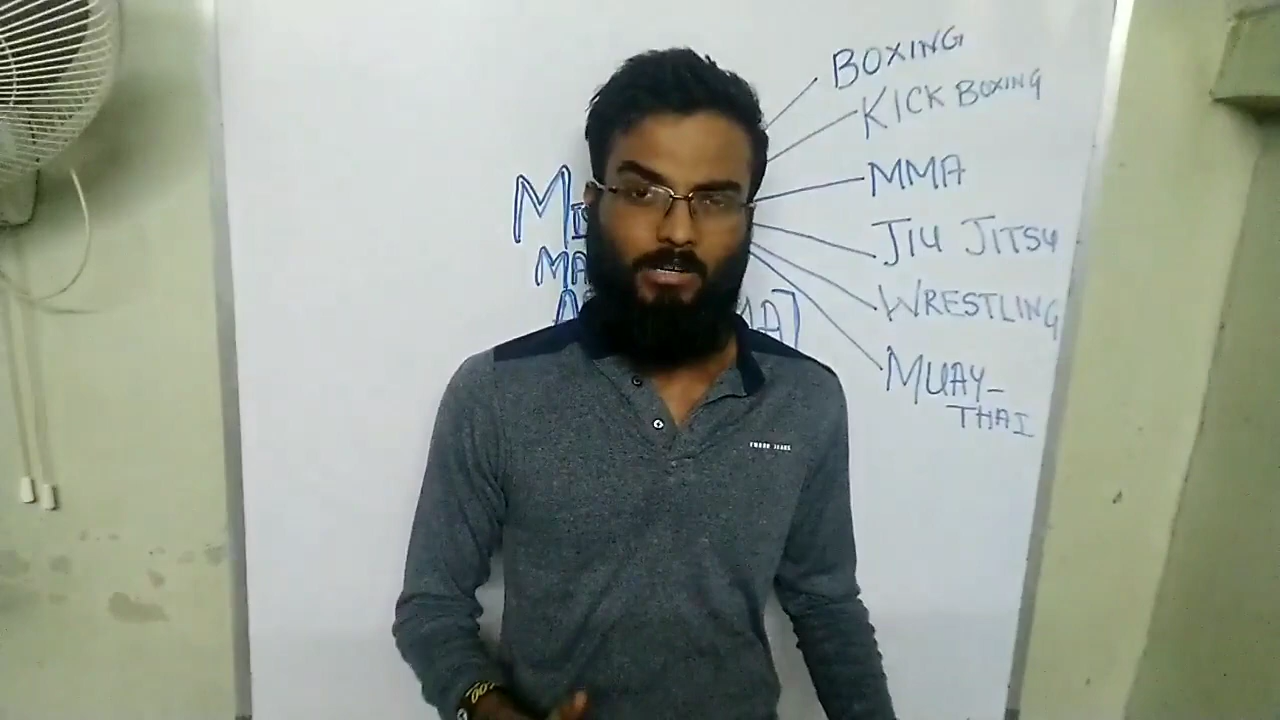 BOXING
KICK BOXING
MMA
JIU JITSU
WRESTLING
MUAY-
THAI